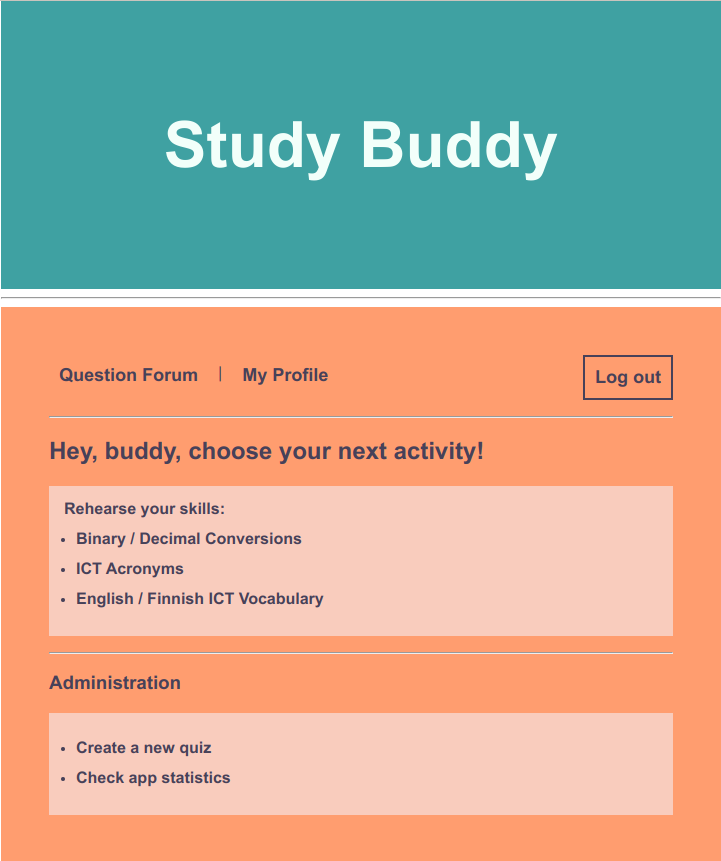 Study Buddy
Question Forum | My Profile Log out
Hey, buddy, choose your next activity!
Rehearse your skills:
• Binary / Decimal Conversions
• ICT Acronyms
• English / Finnish ICT Vocabulary
Administration
• Create a new quiz
• Check app statistics